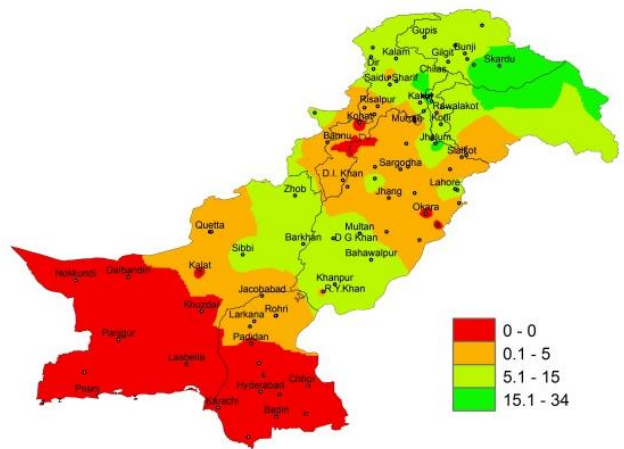 Gupis
Kalam
Gilgit
Bunji
Dir
Chilas
Skardu
Saidu Sharif
Kakul
Risalpur
Rawalakot
Kohat
Murree
Kotli
Bannu
Jhelum
Sialkot
Sargodha
D.I. Khan
Zhob
Jhang
Lahore
Okara
Quetta
Multan
Barkhan
D G Khan
Sibbi
Bahawalpur
Kalat
Nokkundi
Dalbandin
Khanpur
Jacobabad
R.Y.Khan
Khuzdar
Larkana
Rohri
Panjgur
Padidan
Lasbella
Pasni
Hyderabad
Chhor
Karachi
Badin
0 - 0
0.1 - 5
5.1 - 15
15.1 - 34